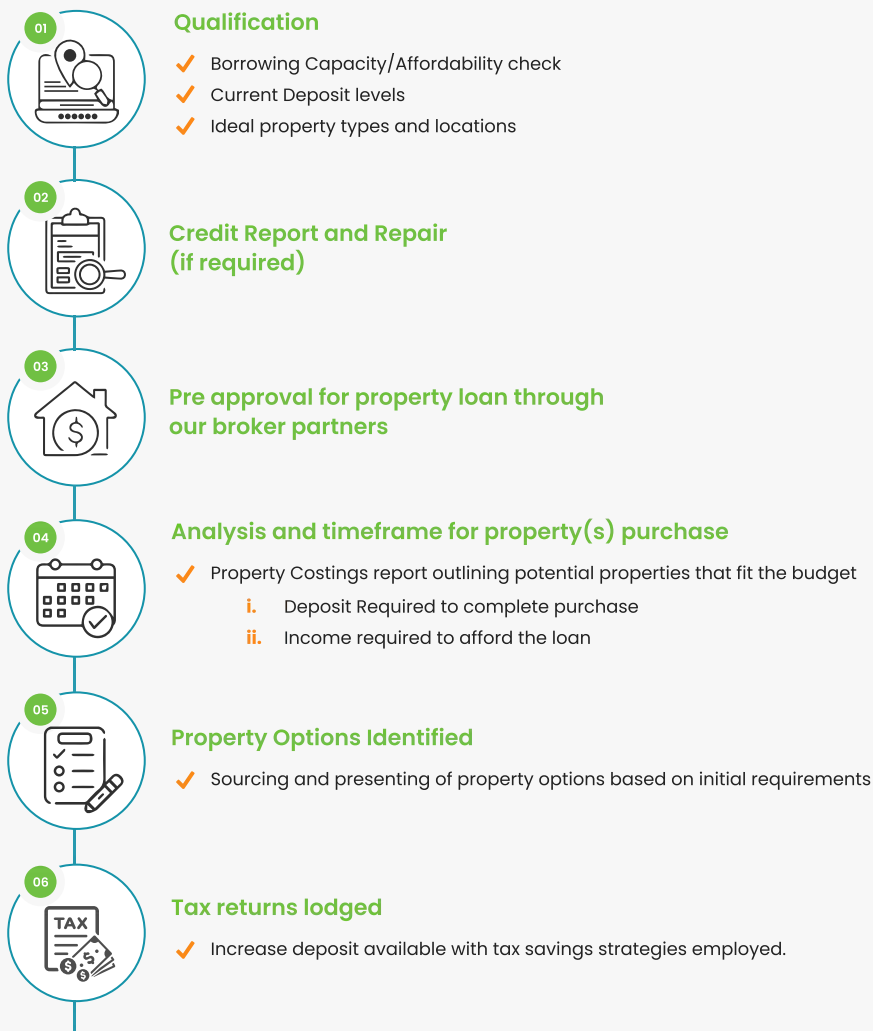 01
Qualification
Borrowing Capacity/Affordability check
Current Deposit levels
Ideal property types and locations
02
Credit Report and Repair
(if required)
03
Pre approval for property loan through
our broker partners
$
04
Analysis and timeframe for property(s) purchase
Property Costings report outlining potential properties that fit the budget
i. Deposit Required to complete purchase
ii. Income required to afford the loan
05
Property Options Identified
Sourcing and presenting of property options based on initial requirements
06
Tax returns lodged
TAX
$ $ $
Increase deposit available with tax savings strategies employed.